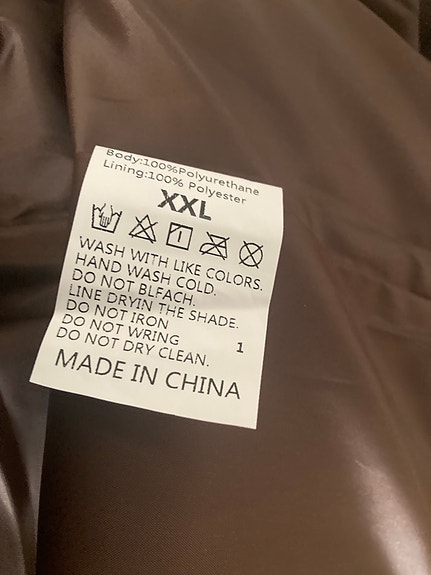 Body:100%Polyurethane
Lining:100% Polyester
XXL
WASH WITH LIKE COLORS.
HAND WASH COLD.
DO NOT BLFACH.
LINE DRYIN THE SHADE.
DO NOT IRON
DO NOT WRING 1
DO NOT DRY CLEAN.
MADE IN CHINA